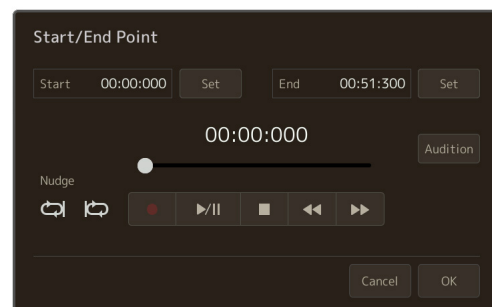 Start/End Point
Start 00:00:000 Set End 00:51:300 Set
00:00:000
Audition
Nudge
Cancel OK